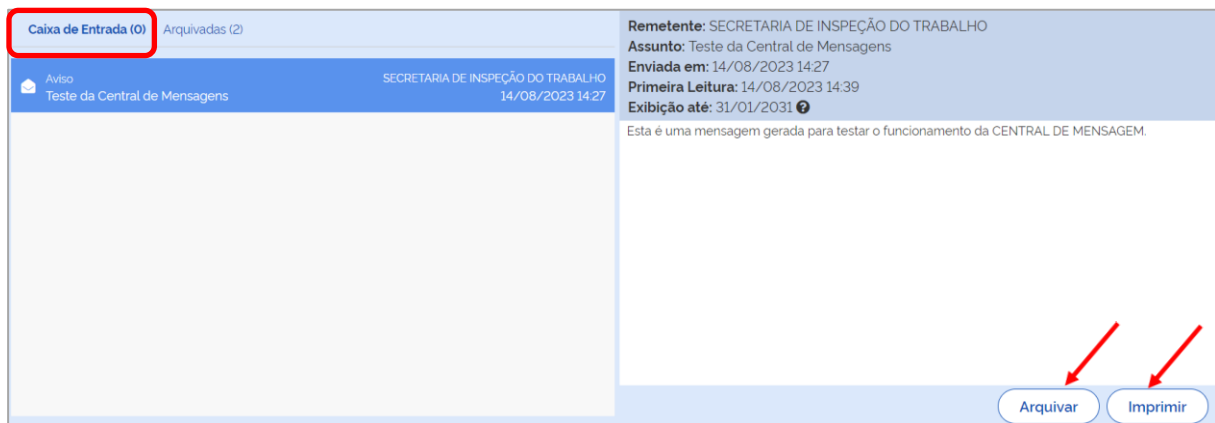 Caixa de Entrada (0) Arquivadas (2)
Aviso SECRETARIA DE INSPEÇÃO DO TRABALHO
Teste da Central de Mensagens 14/08/2023 14:27
Remetente: SECRETARIA DE INSPEÇÃO DO TRABALHO
Assunto: Teste da Central de Mensagens
Enviada em: 14/08/2023 14:27
Primeira Leitura: 14/08/2023 14:39
Exibição até: 31/01/2031 ?
Esta é uma mensagem gerada para testar o funcionamento da CENTRAL DE MENSAGEM.
Arquivar Imprimir